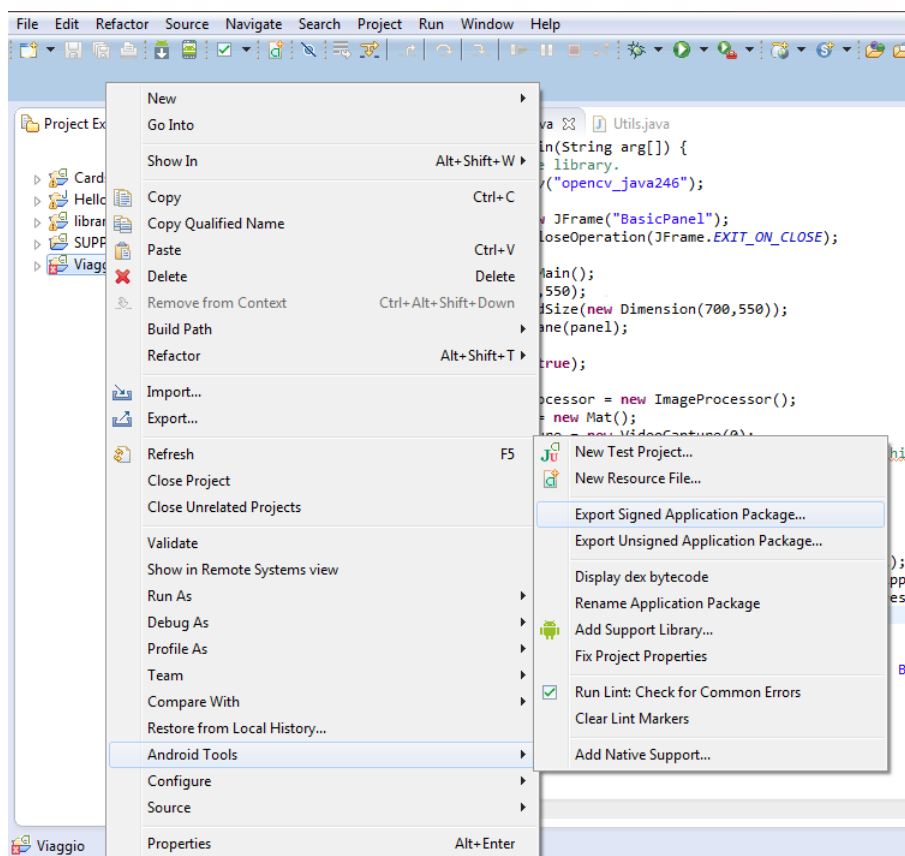 File Edit Refactor Source Navigate Search Project Run Window Help
Project Ex
Cards
Hello
librar
SUPP
Viagg
New
Go Into
Show In Alt+Shift+W
Copy Ctrl+C
Copy Qualified Name
Paste Ctrl+V
Delete Delete
Remove from Context Ctrl+Alt+Shift+Down
Build Path
Refactor Alt+Shift+T
Import...
Export...
Refresh F5
Close Project
Close Unrelated Projects
Validate
Show in Remote Systems view
Run As
Debug As
Profile As
Team
Compare With
Restore from Local History...
Android Tools
Configure
Source
Properties Alt+Enter
va Utils.java
in(String arg[]) {
e library.
y("opencv_java246");
w JFrame("BasicPanel");
loseOperation(JFrame.EXIT_ON_CLOSE);
Main();
,550);
dSize(new Dimension(700,550));
ane(panel);
true);
ocessor = new ImageProcessor();
= new Mat();
= new VideoCapture(0);
hi
New Test Project...
New Resource File...
Export Signed Application Package...
Export Unsigned Application Package...
Display dex bytecode
Rename Application Package
Add Support Library...
Fix Project Properties
Run Lint: Check for Common Errors
Clear Lint Markers
Add Native Support...
);
pp
es
B
Viaggio